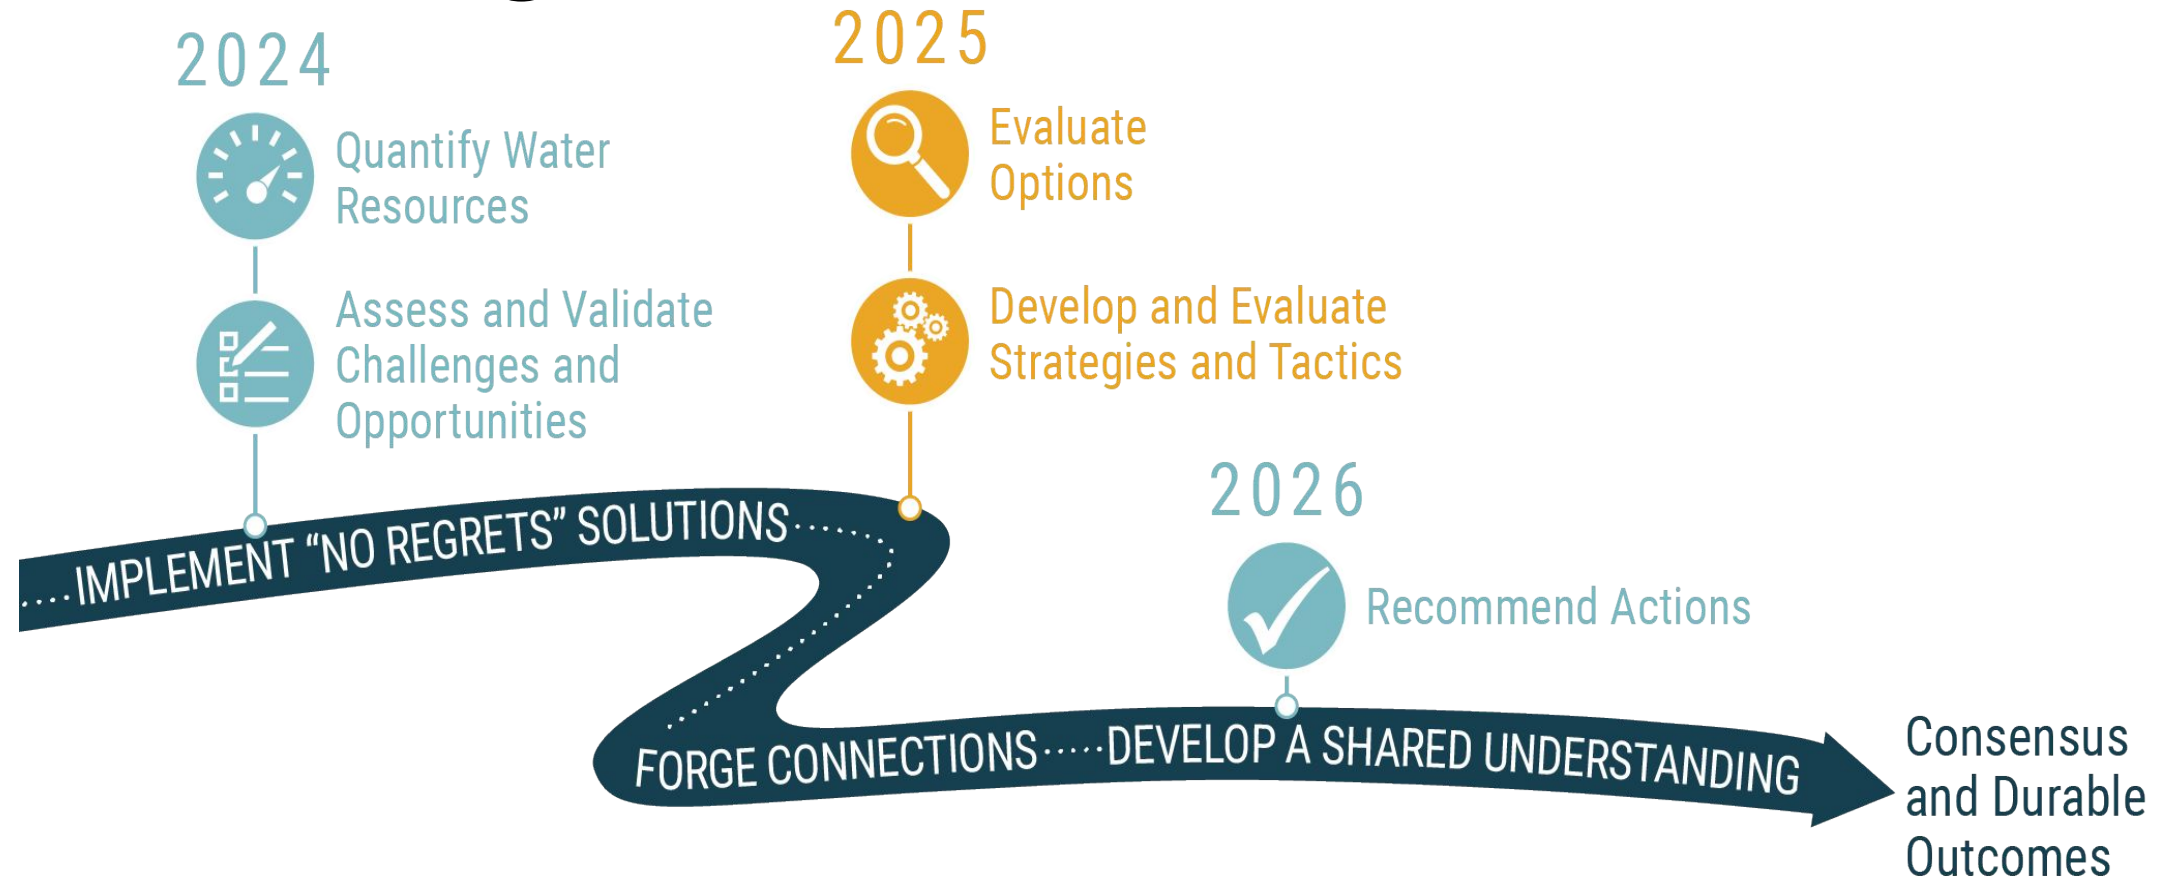 2024
Quantify Water
Resources
Assess and Validate
Challenges and
Opportunities
2025
Evaluate
Options
Develop and Evaluate
Strategies and Tactics
2026
Recommend Actions
.....IMPLEMENT “NO REGRETS” SOLUTIONS.....
FORGE CONNECTIONS.....DEVELOP A SHARED UNDERSTANDING
Consensus
and Durable
Outcomes